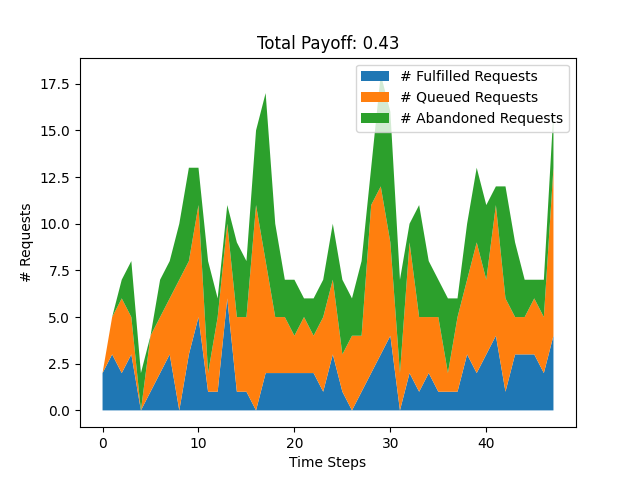 Total Payoff: 0.43
# Fulfilled Requests
# Queued Requests
# Abandoned Requests
17.5
15.0
12.5
10.0
7.5
5.0
2.5
0.0
# Requests
0 10 20 30 40
Time Steps